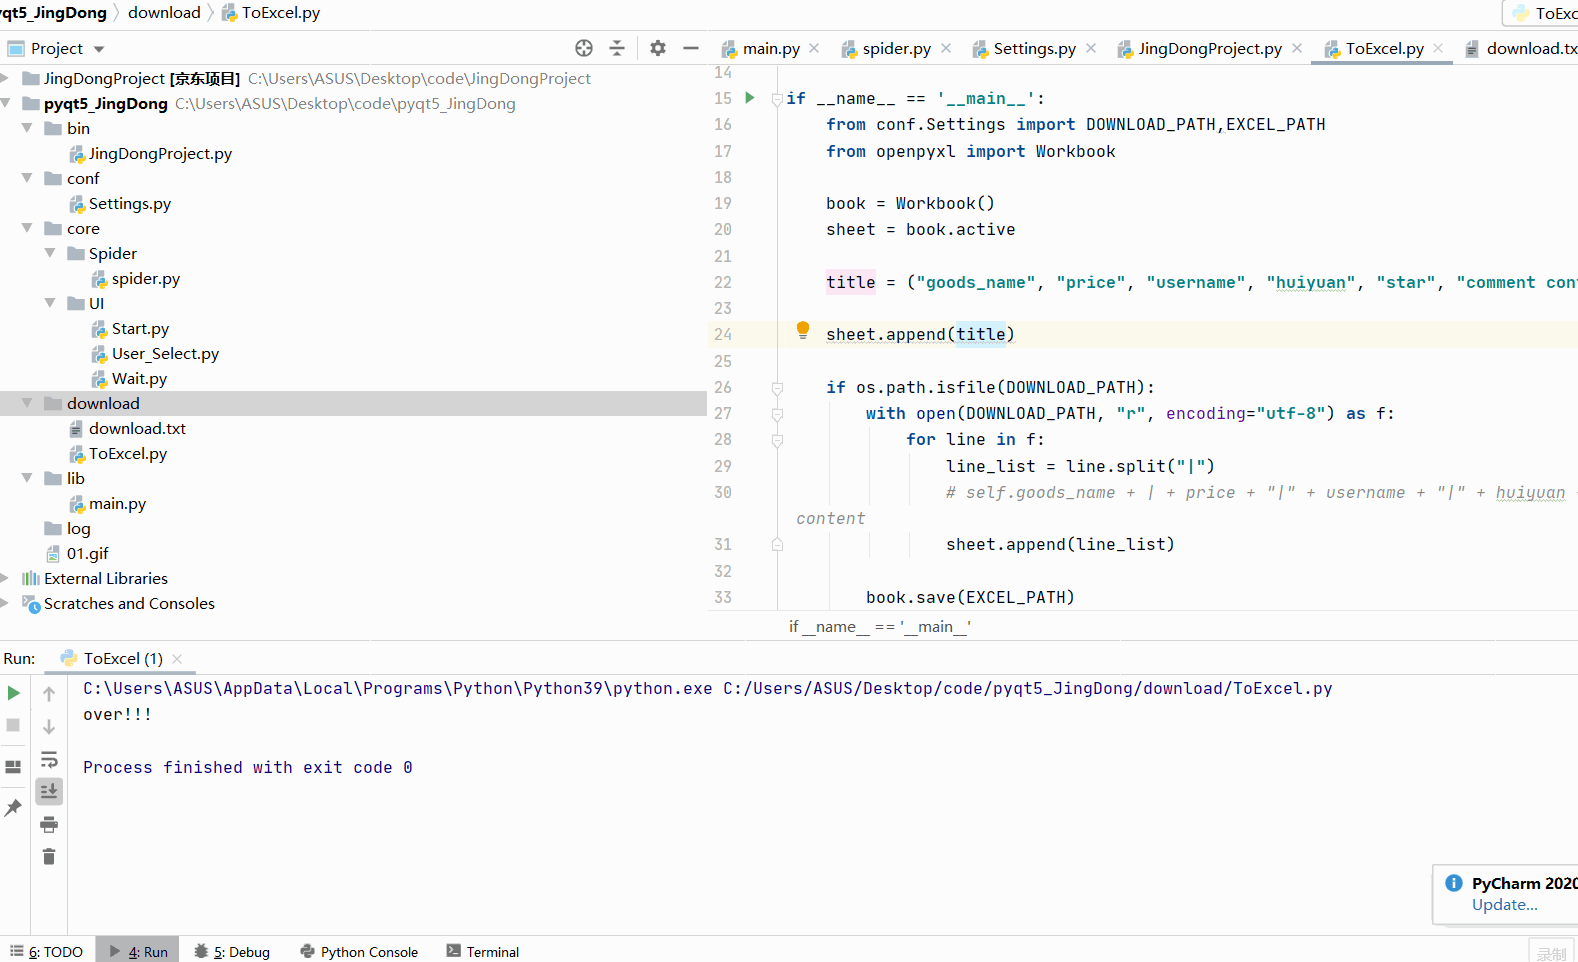 yqt5_JingDong download ToExcel.py
ToExc
Project
main.py spider.py Settings.py JingDongProject.py ToExcel.py download.tx
JingDongProject [京东项目] C:\Users\ASUS\Desktop\code\JingDongProject
pyqt5_JingDong C:\Users\ASUS\Desktop\code\pyqt5_JingDong
bin
JingDongProject.py
conf
Settings.py
core
Spider
spider.py
UI
Start.py
User_Select.py
Wait.py
download
download.txt
ToExcel.py
lib
main.py
log
01.gif
External Libraries
Scratches and Consoles
14
15 if __name__ == '__main__':
16 from conf.Settings import DOWNLOAD_PATH,EXCEL_PATH
17 from openpyxl import Workbook
18
19 book = Workbook()
20 sheet = book.active
21
22 title = ("goods_name", "price", "username", "huiyuan", "star", "comment con
23
24 sheet.append(title)
25
26 if os.path.isfile(DOWNLOAD_PATH):
27 with open(DOWNLOAD_PATH, "r", encoding="utf-8") as f:
28 for line in f:
29 line_list = line.split("|")
30 # self.goods_name + | + price + "|" + username + "|" + huiyuan
content
31 sheet.append(line_list)
32
33 book.save(EXCEL_PATH)
if __name__ == '__main__'
Run: ToExcel (1)
C:\Users\ASUS\AppData\Local\Programs\Python\Python39\python.exe C:/Users/ASUS/Desktop/code/pyqt5_JingDong/download/ToExcel.py
over!!!
Process finished with exit code 0
PyCharm 2020
Update...
6: TODO 4: Run 5: Debug Python Console Terminal
录制